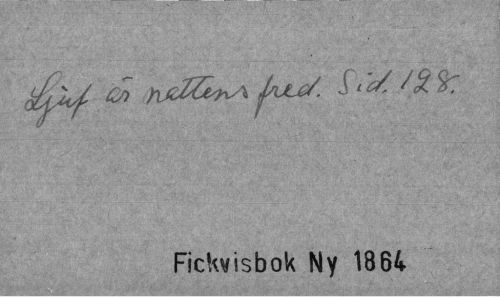 Ljuf är nattens fred. Sid. 128.
Fickvisbok Ny 1864